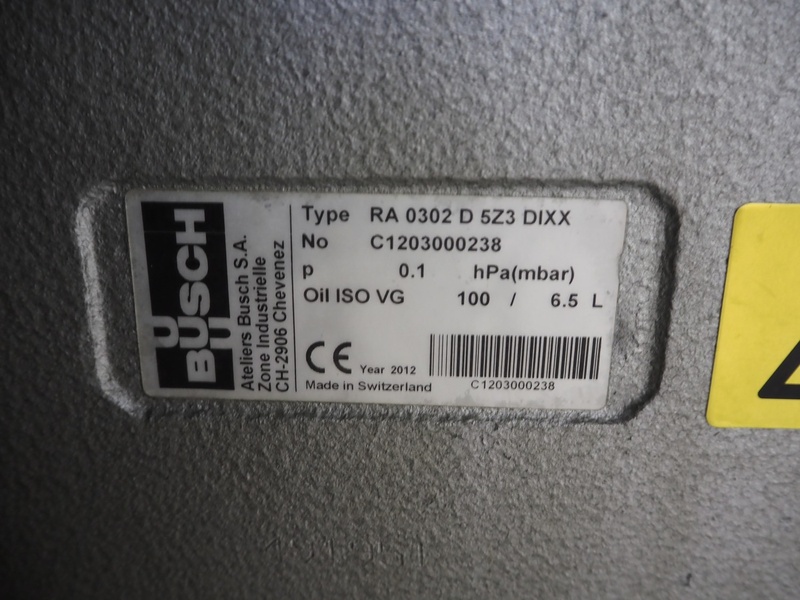 BUSCH
Ateliers Busch S.A.
Zone Industrielle
CH-2906 Chevenez
Type RA 0302 D 5Z3 DIXX
No C1203000238
p 0.1 hPa(mbar)
Oil ISO VG 100 / 6.5 L
CE Year 2012
Made in Switzerland
C1203000238